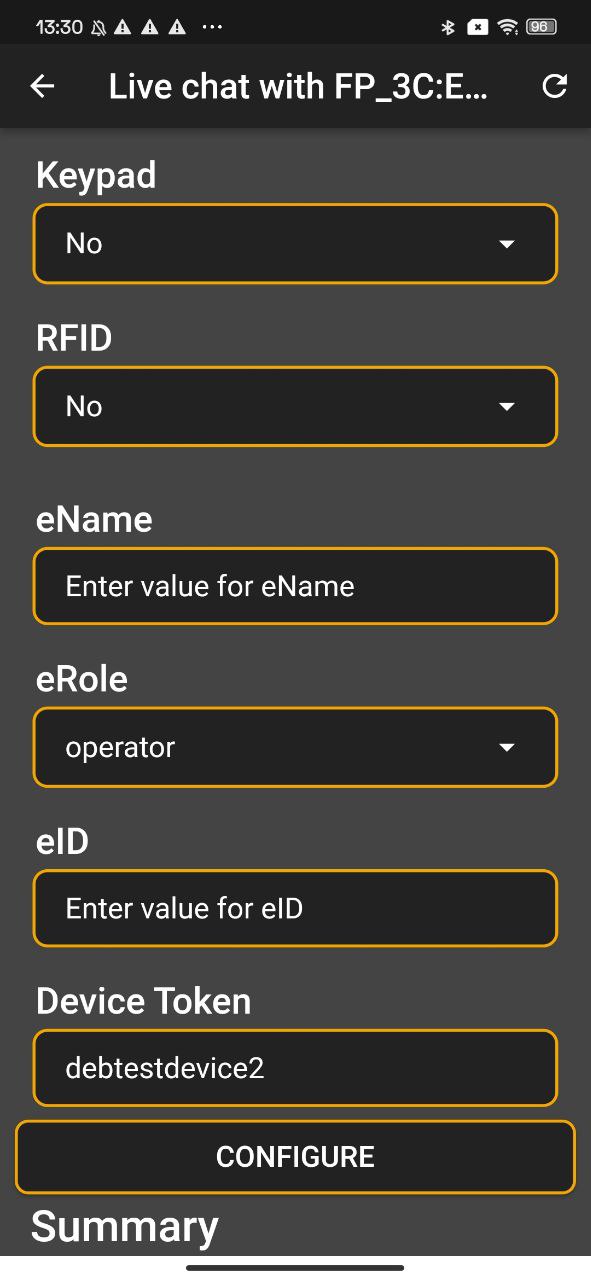 13:30 ... 96
Live chat with FP_3C:E...
Keypad
No
RFID
No
eName
Enter value for eName
eRole
operator
eID
Enter value for eID
Device Token
debtestdevice2
CONFIGURE
Summary